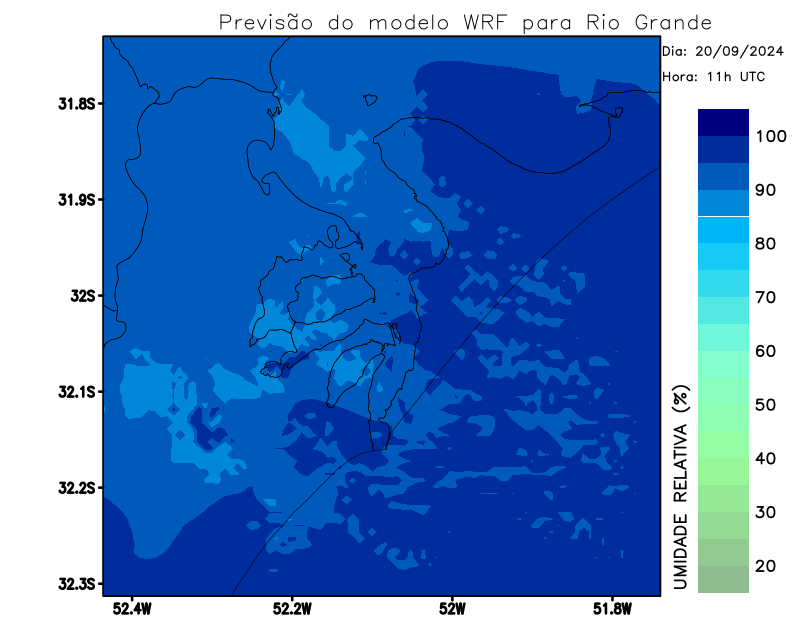 Previsão do modelo WRF para Rio Grande
Dia: 20/09/2024
Hora: 11h UTC
31.8S
31.9S
32S
32.1S
32.2S
32.3S
52.4W
52.2W
52W
51.8W
UMIDADE RELATIVA (%)
100
90
80
70
60
50
40
30
20